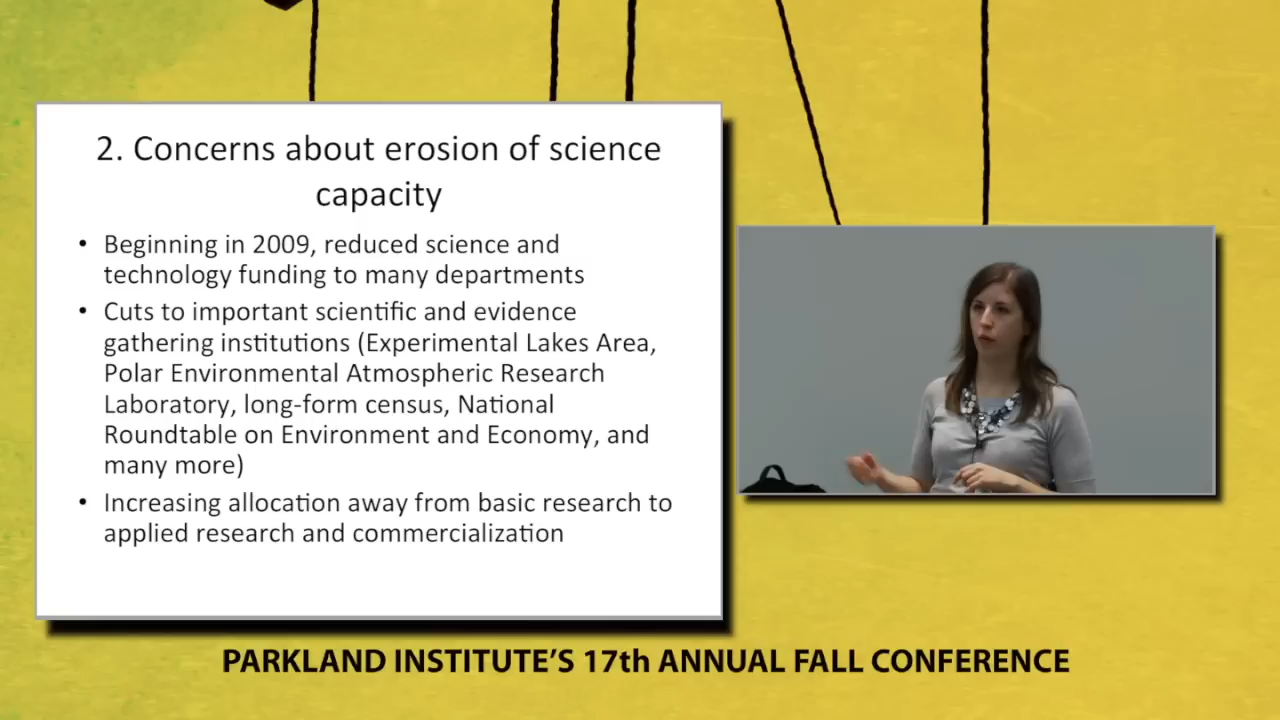 2. Concerns about erosion of science
capacity
• Beginning in 2009, reduced science and
technology funding to many departments
• Cuts to important scientific and evidence
gathering institutions (Experimental Lakes Area,
Polar Environmental Atmospheric Research
Laboratory, long-form census, National
Roundtable on Environment and Economy, and
many more)
• Increasing allocation away from basic research to
applied research and commercialization
PARKLAND INSTITUTE'S 17th ANNUAL FALL CONFERENCE